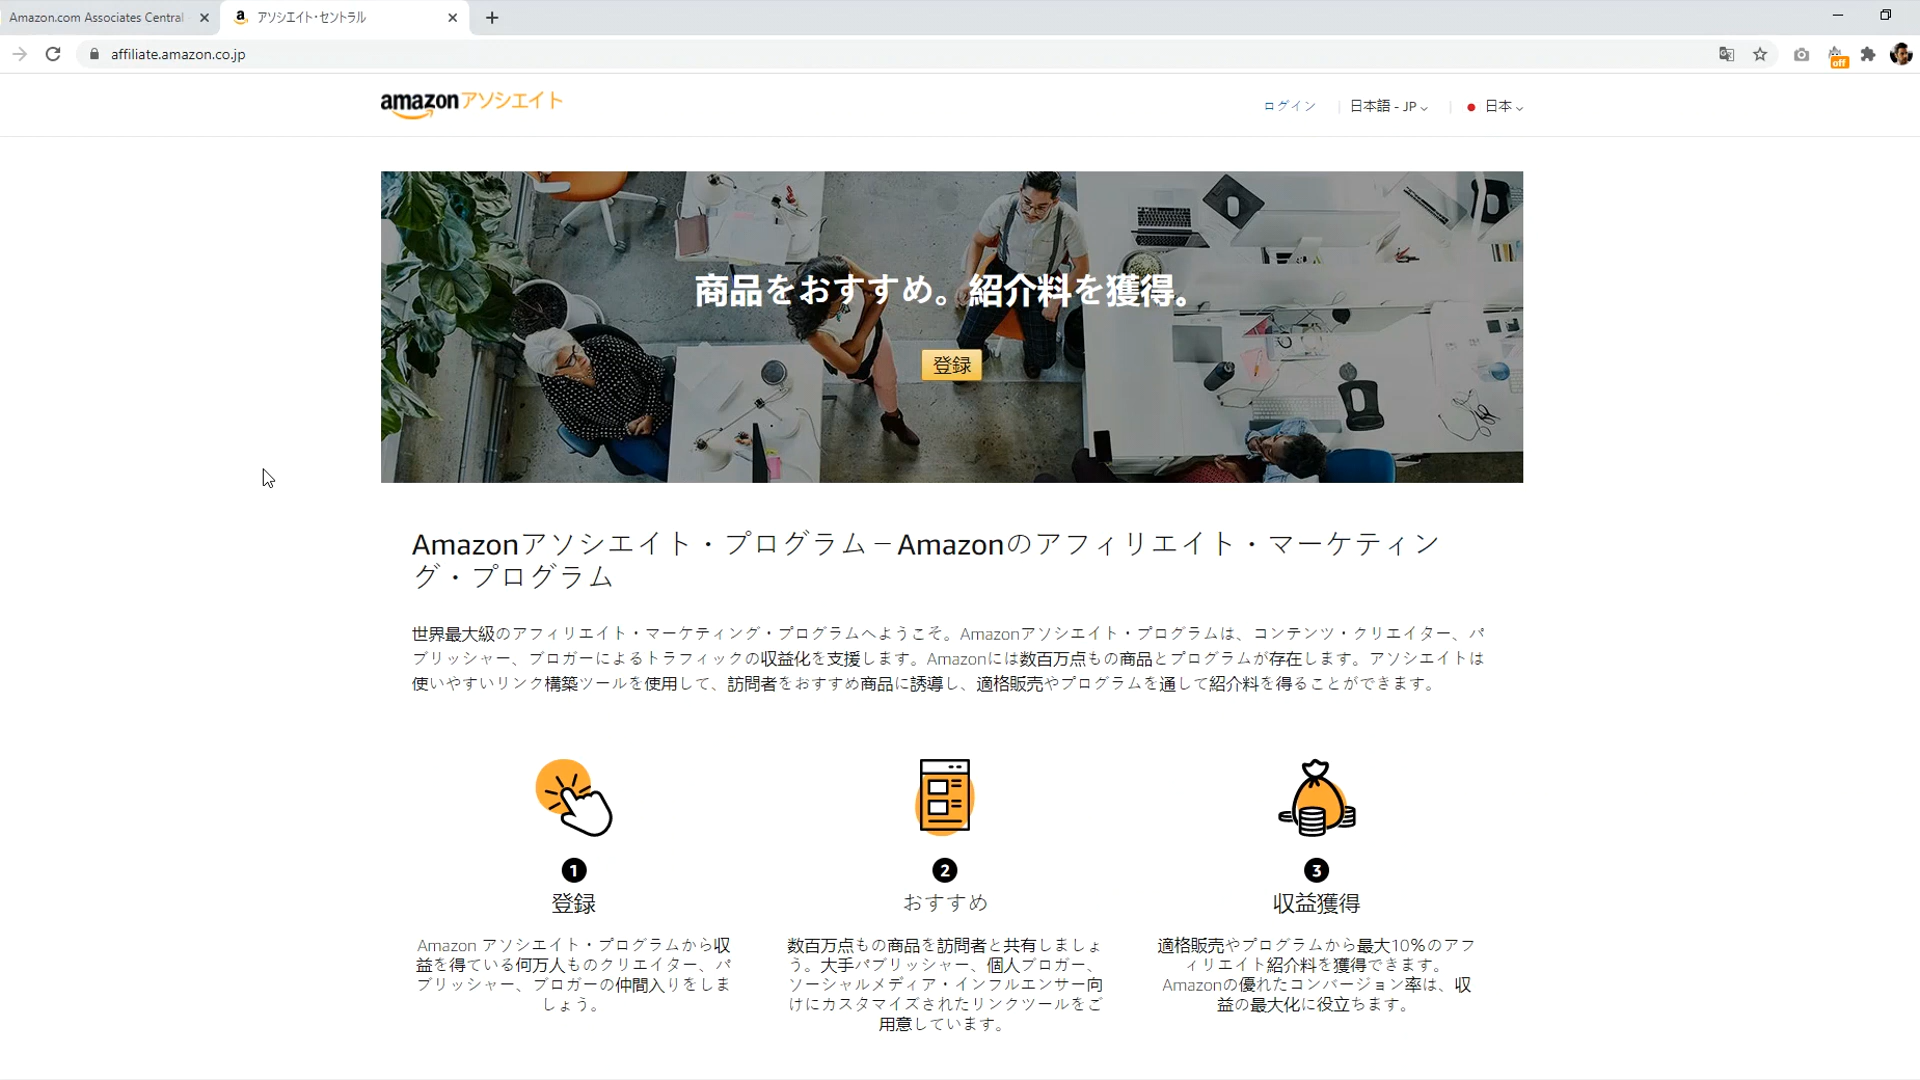 Amazon.com Associates Central
アソシエイト・セントラル
affiliate.amazon.co.jp
off
amazonアソシエイト
ログイン
日本語 - JP
日本
商品をおすすめ。紹介料を獲得。
登録
Amazonアソシエイト・プログラム－Amazonのアフィリエイト・マーケティン
グ・プログラム
世界最大級のアフィリエイト・マーケティング・プログラムへようこそ。Amazonアソシエイト・プログラムは、コンテンツ・クリエイター、パ
ブリッシャー、ブロガーによるトラフィックの収益化を支援します。Amazonには数百万点もの商品とプログラムが存在します。アソシエイトは
使いやすいリンク構築ツールを使用して、訪問者をおすすめ商品に誘導し、適格販売やプログラムを通して紹介料を得ることができます。
1
登録
Amazon アソシエイト・プログラムから収
益を得ている何万人ものクリエイター、パ
ブリッシャー、ブロガーの仲間入りをしま
しょう。
2
おすすめ
数百万点もの商品を訪問者と共有しましょ
う。大手パブリッシャー、個人ブロガー、
ソーシャルメディア・インフルエンサー向
けにカスタマイズされたリンクツールをご
用意しています。
3
収益獲得
適格販売やプログラムから最大10％のアフ
ィリエイト紹介料を獲得できます。
Amazonの優れたコンバージョン率は、収
益の最大化に役立ちます。